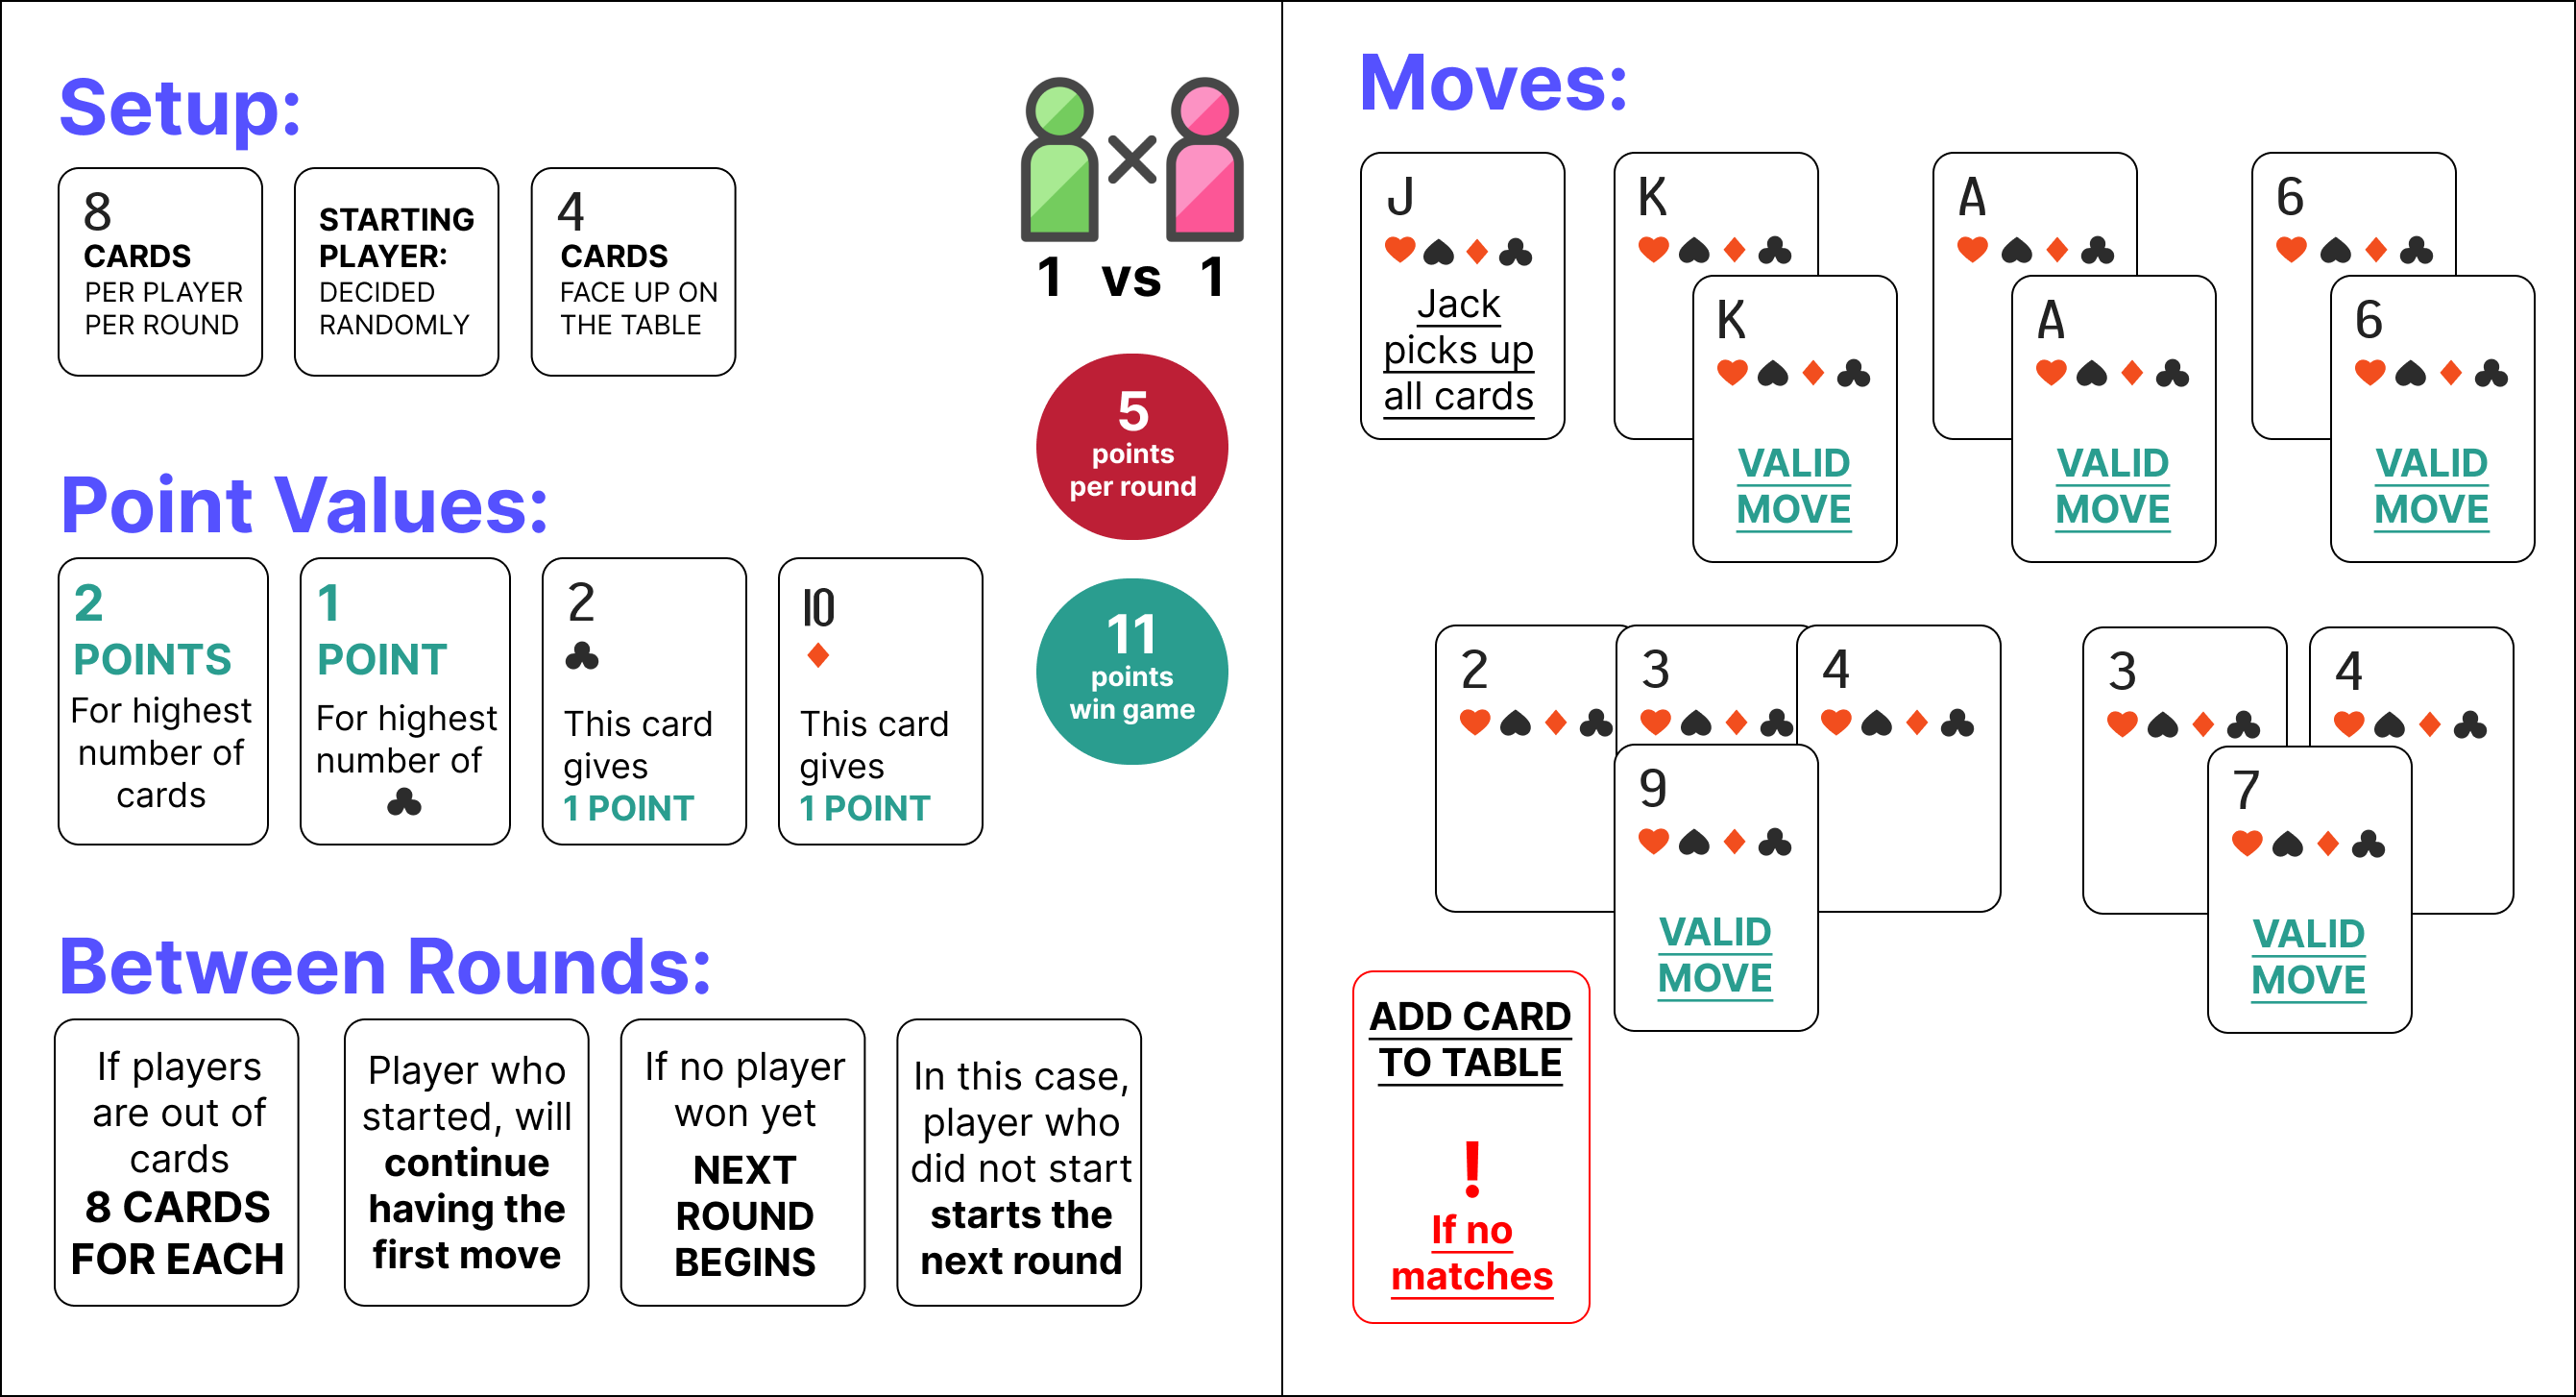 Setup:
8
CARDS
PER PLAYER
PER ROUND
STARTING
PLAYER:
DECIDED
RANDOMLY
4
CARDS
FACE UP ON
THE TABLE
1 vs 1
5
points
per round
11
points
win game
Point Values:
2
POINTS
For highest
number of
cards
1
POINT
For highest
number of
2
This card
gives
1 POINT
10
This card
gives
1 POINT
Between Rounds:
If players
are out of
cards
8 CARDS
FOR EACH
Player who
started, will
continue
having the
first move
If no player
won yet
NEXT
ROUND
BEGINS
In this case,
player who
did not start
starts the
next round
Moves:
J
Jack
picks up
all cards
K
K
VALID
MOVE
A
A
VALID
MOVE
6
6
VALID
MOVE
2
3
4
9
VALID
MOVE
3
4
7
VALID
MOVE
ADD CARD
TO TABLE
!
If no
matches